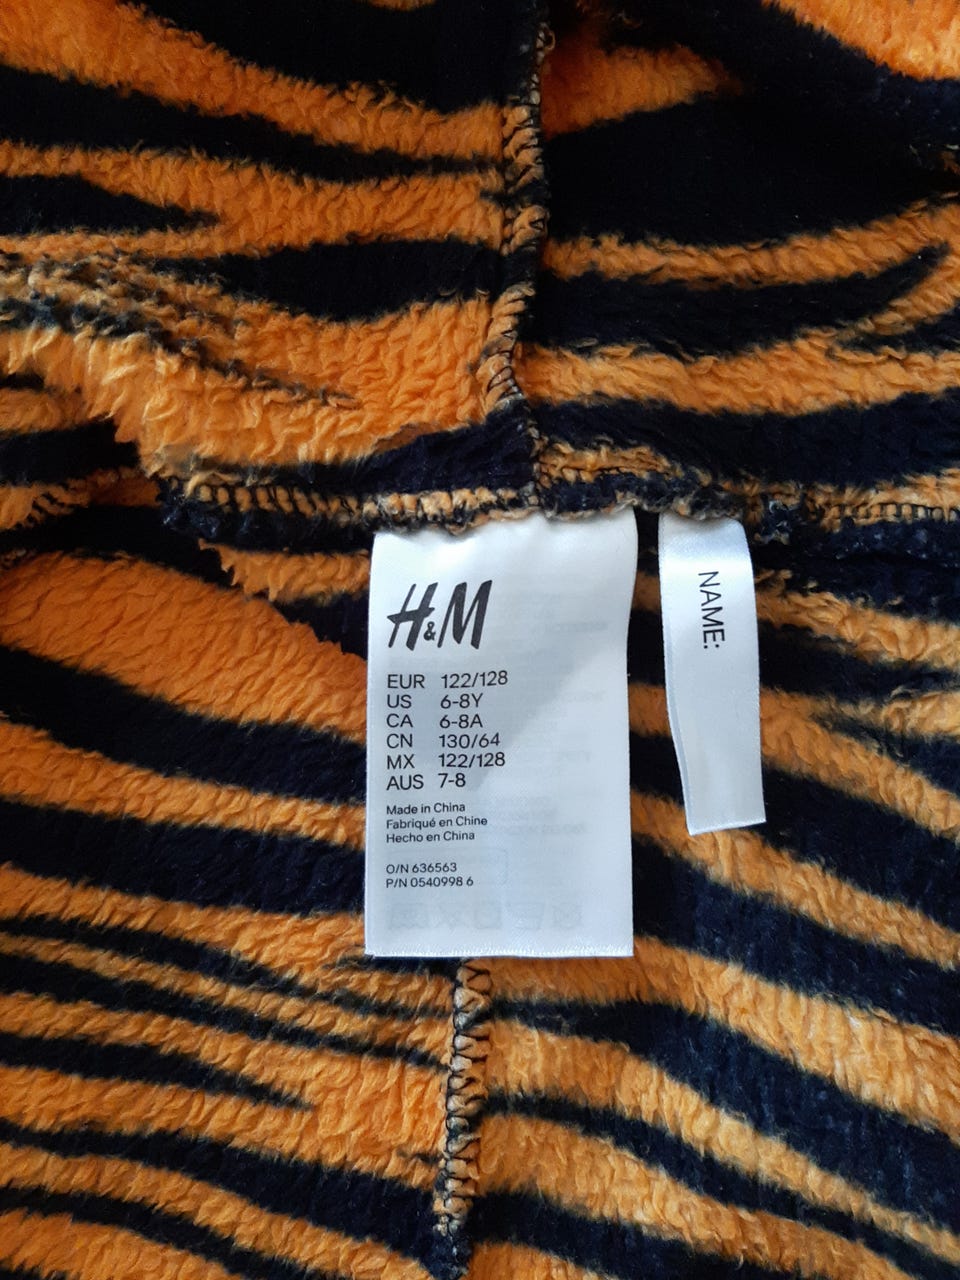 H&M
EUR 122/128
US 6-8Y
CA 6-8A
CN 130/64
MX 122/128
AUS 7-8
Made in China
Fabriqué en Chine
Hecho en China
O/N 636563
P/N 0540998 6
NAME: